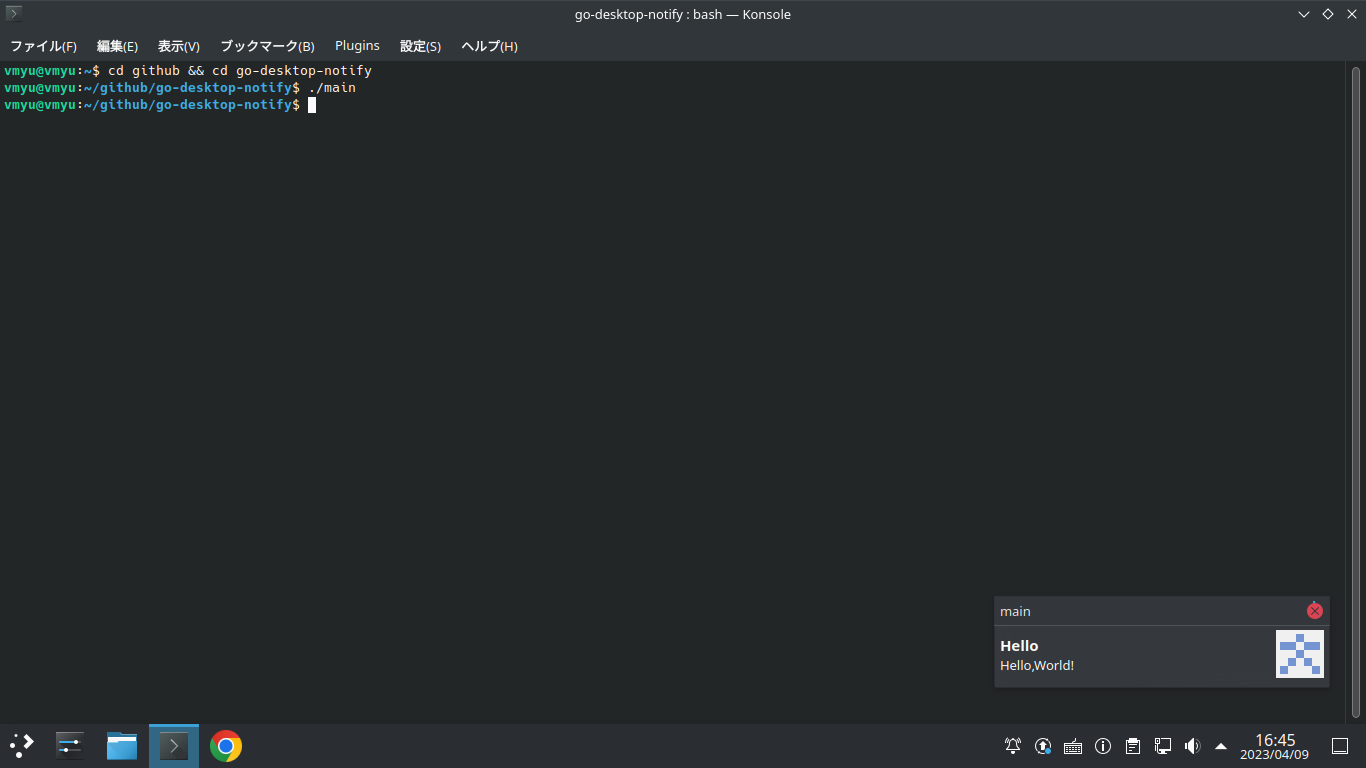 go-desktop-notify : bash — Konsole
ファイル(F) 編集(E) 表示(V) ブックマーク(B) Plugins 設定(S) ヘルプ(H)
vmyu@vmyu:~$ cd github && cd go-desktop-notify
vmyu@vmyu:~/github/go-desktop-notify$ ./main
vmyu@vmyu:~/github/go-desktop-notify$
main
Hello
Hello,World!
16:45
2023/04/09